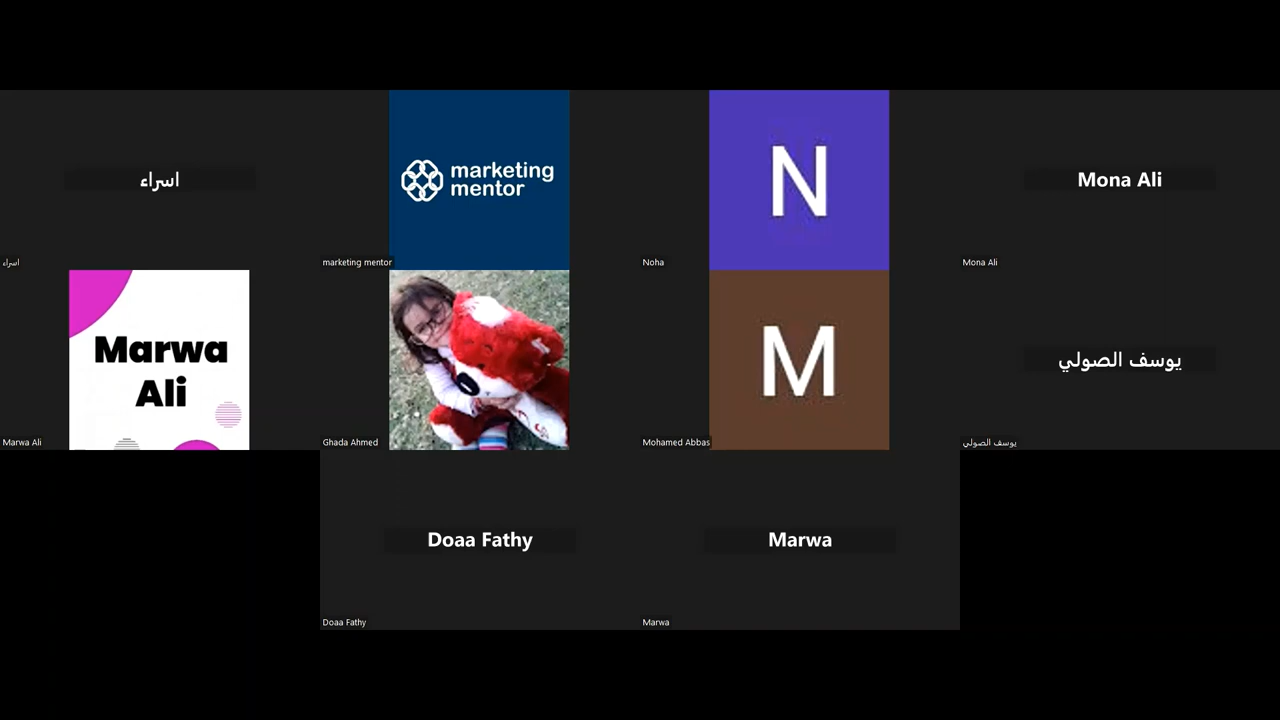 اسراء
اسراء
marketing
mentor
marketing mentor
N
Noha
Mona Ali
Mona Ali
Marwa
Ali
Marwa Ali
Ghada Ahmed
M
Mohamed Abbas
يوسف الصولي
يوسف الصولي
Doaa Fathy
Doaa Fathy
Marwa
Marwa